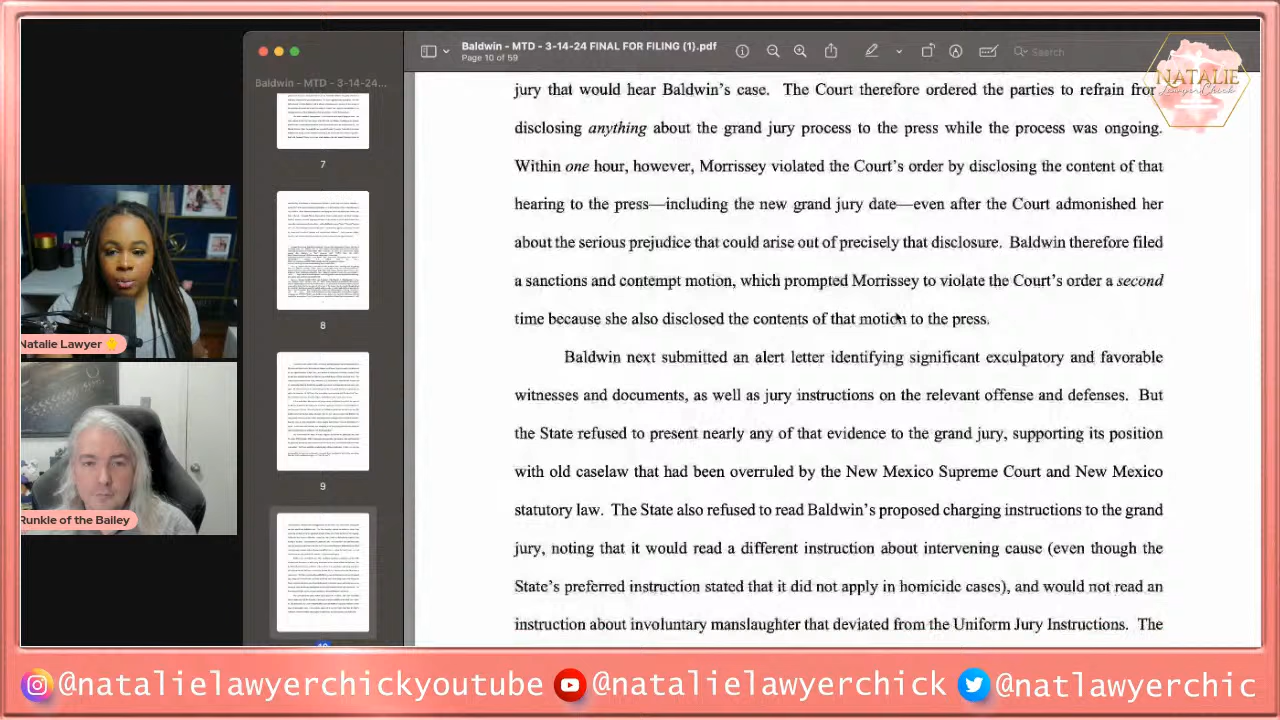 Baldwin - MTD - 3-14-24 FINAL FOR FILING (1).pdf
Page 10 of 59
Search
NATALIE
Lawyer Chick
Baldwin - MTD - 3-14-24...
7
8
9
jury that would hear Baldwin's case. The Court therefore ordered the parties to refrain from
disclosing anything about the grand jury process to the press while the process was ongoing.
Within one hour, however, Morrissey violated the Court's order by disclosing the content of that
hearing to the press—including the new grand jury date—even after the Court admonished her
about the serious prejudice that could arise out of precisely that disclosure. Baldwin therefore filed
a sanctions and contempt motion, which prompted Morrissey to violate the Court's order a second
time because she also disclosed the contents of that motion to the press.
Baldwin next submitted an alert letter identifying significant exculpatory and favorable
witnesses, documents, as well as instructions on the relevant and defenses. But
the State refused to present nearly all of that evidence to the grand jury, supporting its position
with old caselaw that had been overruled by the New Mexico Supreme Court and New Mexico
statutory law. The State also refused to read Baldwin's proposed charging instructions to the grand
jury, would read an instruction about intervening cause (even though the
State's own instructions said that it did not apply in homicide cases) and would not read an
instruction about involuntary manslaughter that deviated from the Uniform Jury Instructions. The
Natalie Lawyer
Runkle of the Bailey
@natalielawyerchickyoutube
@natalielawyerchick
@natlawyerchic